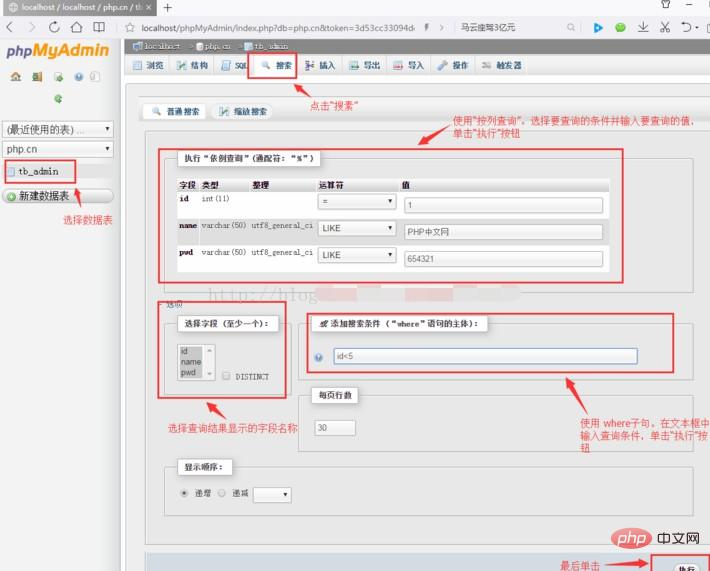 localhost / localhost / php.cn / tb
localhost/phpMyAdmin/index.php?db=php.cn&token=3d53cc33094d
马云座驾3亿元
phpMyAdmin
localhost » php.cn » tb_admin
浏览 结构 SQL 搜索 插入 导出 导入 操作 触发器
点击"搜素"
(最近使用的表) ...
php.cn
tb_admin
新建数据表
选择数据表
普通搜索 缩放搜索
使用"按列查询"。选择要查询的条件并输入要查询的值,
单击"执行"按钮
执行"依例查询"(通配符: "%")
字段 类型 整理 运算符 值
id int(11) = 1
name varchar(50) utf8_general_ci LIKE PHP中文网
pwd varchar(50) utf8_general_ci LIKE 654321
http://blog
选项
选择字段 (至少一个):
id
name
pwd
DISTINCT
添加搜索条件 ("where"语句的主体):
id<5
选择查询结果显示的字段名称
每页行数
30
使用 where子句。在文本框中
输入查询条件, 单击"执行"按
钮
显示顺序:
递增 递减
php 中文网
最后单击
执行